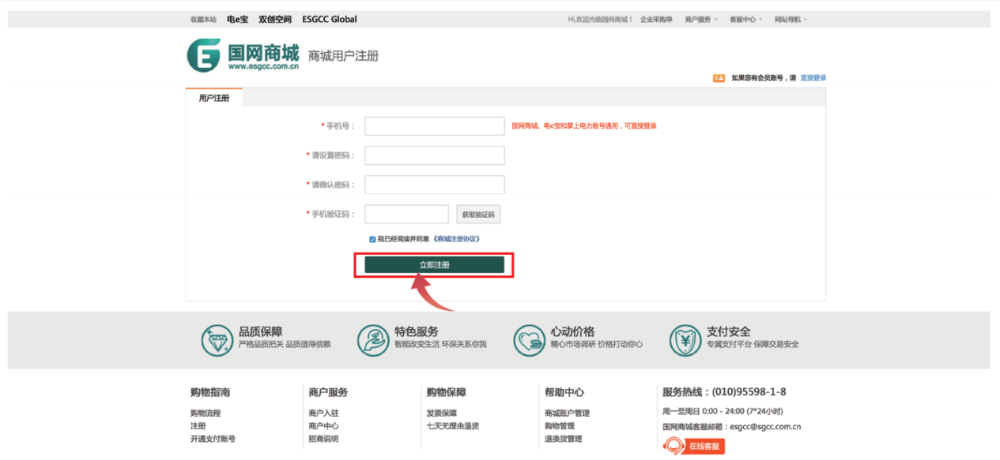 收藏本站 电e宝 双创空间 ESGCC Global Hi,欢迎光临国网商城！ 企业采购单 商户服务 客服中心 网站导航
国网商城 商城用户注册
www.esgcc.com.cn
如果您有会员账号，请 直接登录
用户注册
* 手机号： 国网商城、电e宝和掌上电力账号通用，可直接登录
* 请设置密码：
* 请确认密码：
* 手机验证码： 获取验证码
我已经阅读并同意《商城注册协议》
立即注册
品质保障 特色服务 心动价格 支付安全
严格品质把关 品质值得信赖 智能改变生活 环保关系你我 精心市场调研 价格打动你心 专属支付平台 保障交易安全
购物指南 商户服务 购物保障 帮助中心 服务热线：(010)95598-1-8
购物流程 商户入驻 发票保障 商城账户管理 周一至周日 0:00 - 24:00 (7*24小时)
注册 商户中心 七天无理由退货 购物管理 国网商城客服邮箱：esgcc@sgcc.com.cn
开通支付账号 招商说明 退换货管理 在线客服